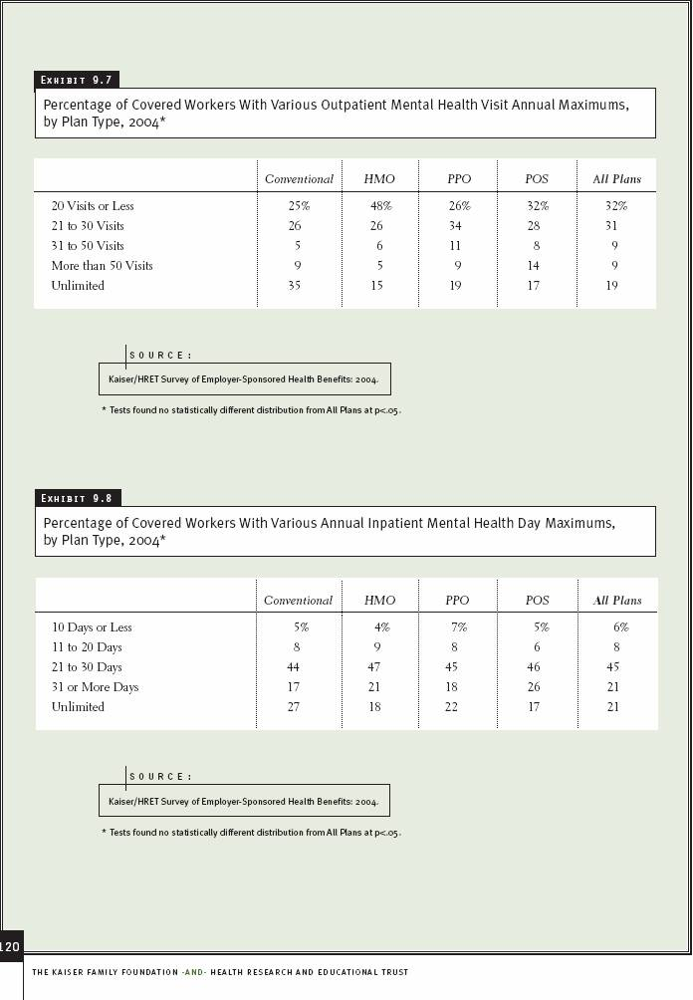 EXHIBIT 9.7
Percentage of Covered Workers With Various Outpatient Mental Health Visit Annual Maximums,
by Plan Type, 2004*
Conventional HMO PPO POS All Plans
20 Visits or Less 25% 48% 26% 32% 32%
21 to 30 Visits 26 26 34 28 31
31 to 50 Visits 5 6 11 8 9
More than 50 Visits 9 5 9 14 9
Unlimited 35 15 19 17 19
SOURCE:
Kaiser/HRET Survey of Employer-Sponsored Health Benefits: 2004.
* Tests found no statistically different distribution from All Plans at p<.05.
EXHIBIT 9.8
Percentage of Covered Workers With Various Annual Inpatient Mental Health Day Maximums,
by Plan Type, 2004*
Conventional HMO PPO POS All Plans
10 Days or Less 5% 4% 7% 5% 6%
11 to 20 Days 8 9 8 6 8
21 to 30 Days 44 47 45 46 45
31 or More Days 17 21 18 26 21
Unlimited 27 18 22 17 21
SOURCE:
Kaiser/HRET Survey of Employer-Sponsored Health Benefits: 2004.
* Tests found no statistically different distribution from All Plans at p<.05.
120
THE KAISER FAMILY FOUNDATION -AND- HEALTH RESEARCH AND EDUCATIONAL TRUST